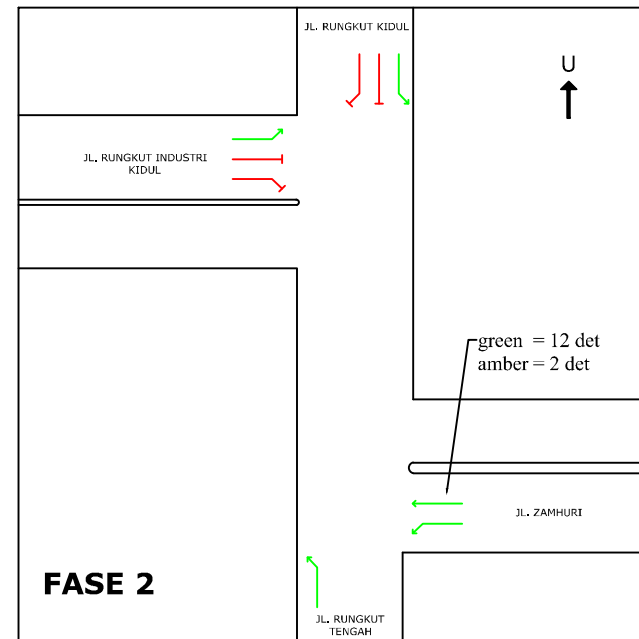 JL. RUNGKUT KIDUL
U
JL. RUNGKUT INDUSTRI
KIDUL
green = 12 det
amber = 2 det
JL. ZAMHURI
FASE 2
JL. RUNGKUT
TENGAH